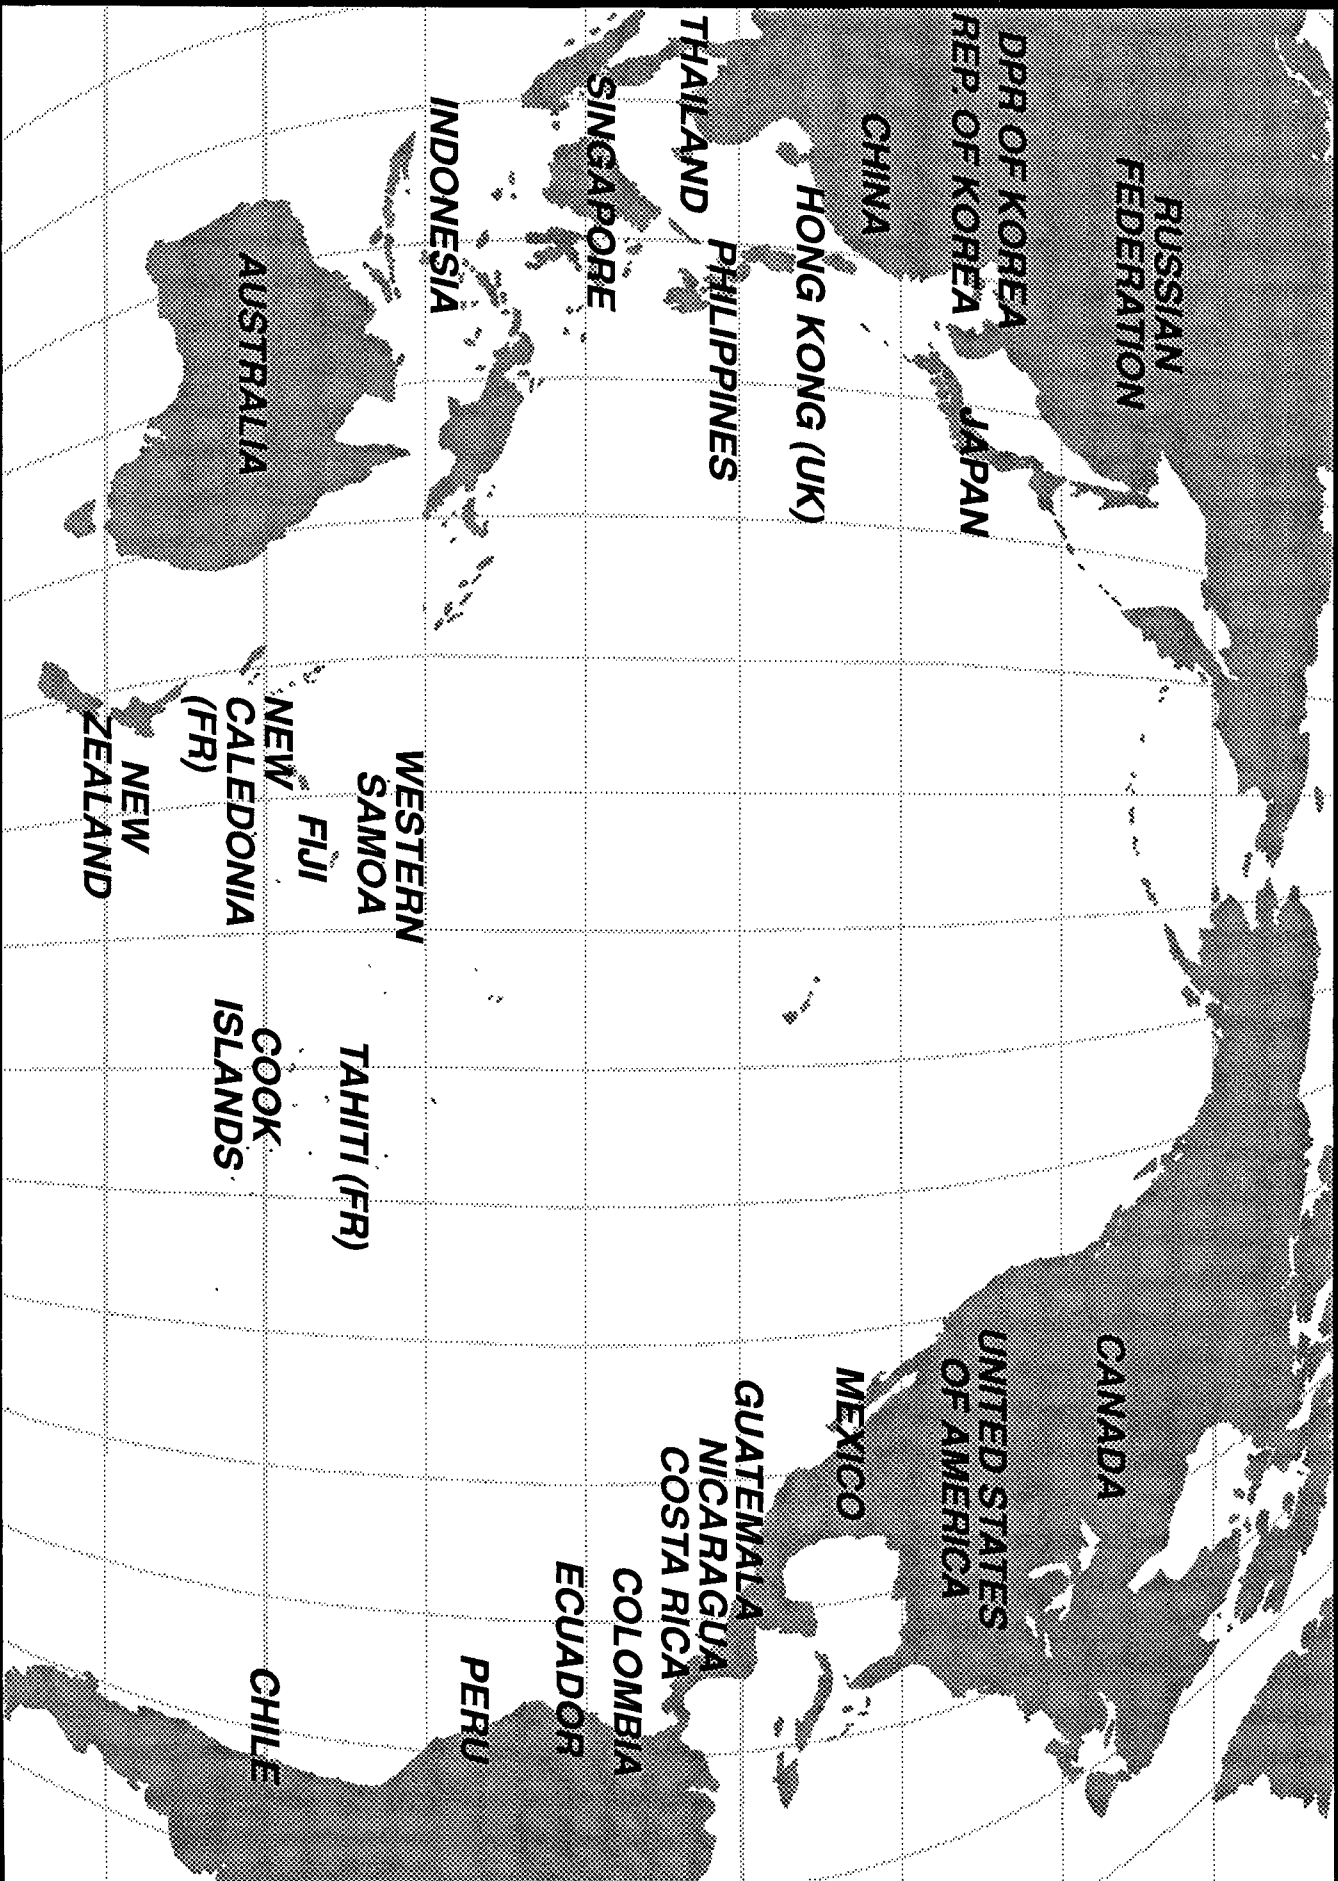 RUSSIAN
FEDERATION
DPR OF KOREA
REP. OF KOREA
JAPAN
CHINA
HONG KONG (UK)
THAILAND
PHILIPPINES
SINGAPORE
INDONESIA
AUSTRALIA
WESTERN
SAMOA
FIJI
NEW
CALEDONIA
(FR)
NEW
ZEALAND
TAHITI (FR)
COOK
ISLANDS
CANADA
UNITED STATES
OF AMERICA
MEXICO
GUATEMALA
NICARAGUA
COSTA RICA
COLOMBIA
ECUADOR
PERU
CHILE